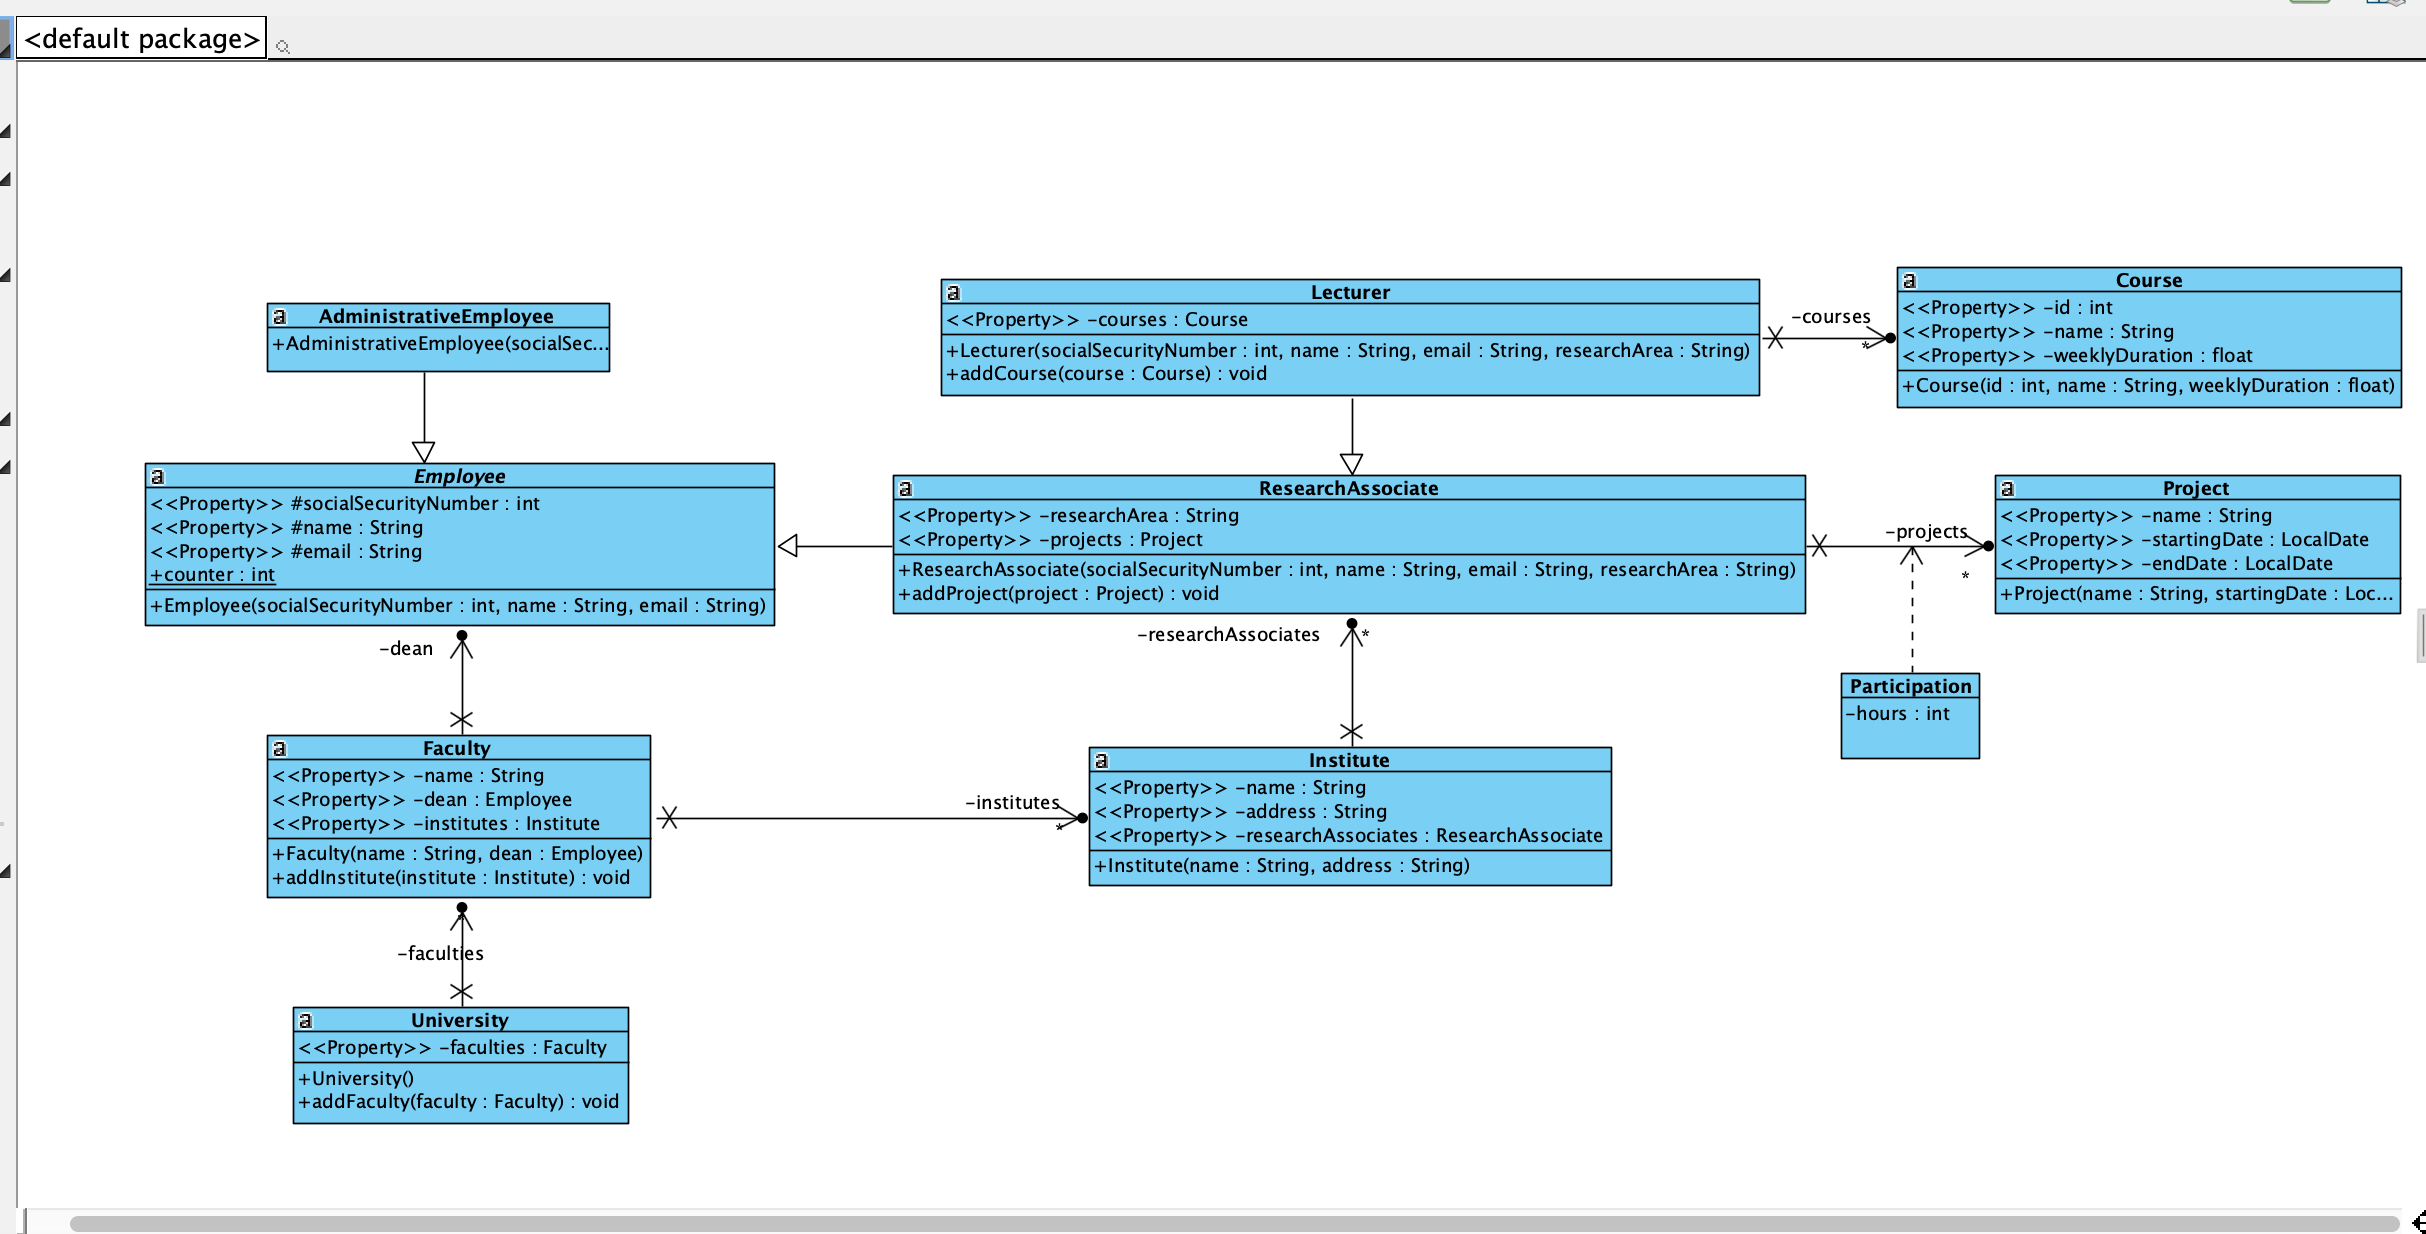 <default package>
AdministrativeEmployee
+AdministrativeEmployee(socialSec...
Lecturer
<<Property>> -courses : Course
+Lecturer(socialSecurityNumber : int, name : String, email : String, researchArea : String)
+addCourse(course : Course) : void
-courses
*
Course
<<Property>> -id : int
<<Property>> -name : String
<<Property>> -weeklyDuration : float
+Course(id : int, name : String, weeklyDuration : float)
Employee
<<Property>> #socialSecurityNumber : int
<<Property>> #name : String
<<Property>> #email : String
+counter : int
+Employee(socialSecurityNumber : int, name : String, email : String)
ResearchAssociate
<<Property>> -researchArea : String
<<Property>> -projects : Project
+ResearchAssociate(socialSecurityNumber : int, name : String, email : String, researchArea : String)
+addProject(project : Project) : void
-projects
*
Project
<<Property>> -name : String
<<Property>> -startingDate : LocalDate
<<Property>> -endDate : LocalDate
+Project(name : String, startingDate : Loc...
-dean
-researchAssociates
*
Participation
-hours : int
Faculty
<<Property>> -name : String
<<Property>> -dean : Employee
<<Property>> -institutes : Institute
+Faculty(name : String, dean : Employee)
+addInstitute(institute : Institute) : void
-institutes
*
Institute
<<Property>> -name : String
<<Property>> -address : String
<<Property>> -researchAssociates : ResearchAssociate
+Institute(name : String, address : String)
*
-faculties
University
<<Property>> -faculties : Faculty
+University()
+addFaculty(faculty : Faculty) : void